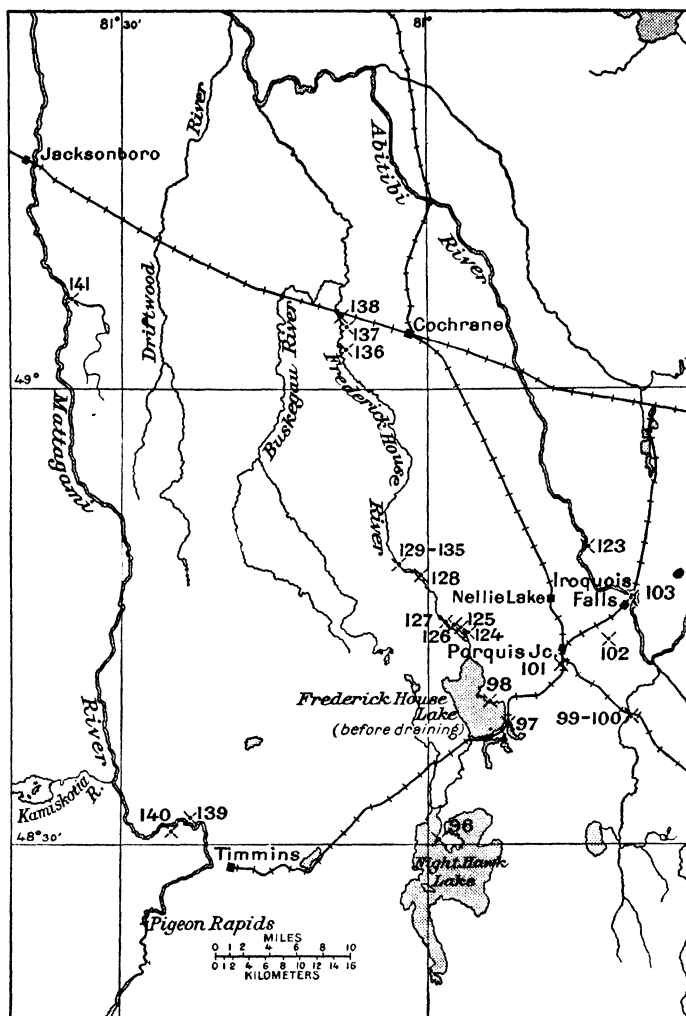 81° 30'
81°
River
Jacksonboro
Abitibi
River
141
Driftwood
138
Cochrane
137
136
Buskegau River
49°
Frederick House
River
Mattagami
129-135
123
128
Iroquois
Falls
103
Nellie Lake
127
125
126
124
102
Porquis Jc.
101
98
Frederick House
Lake
(before draining)
97
99-100
River
Kamiskotia
R.
140
139
96
48° 30'
Timmins
Night Hawk
Lake
Pigeon Rapids
MILES
0 1 2 4 6 8 10
0 1 2 4 6 8 10 12 14 16
KILOMETERS